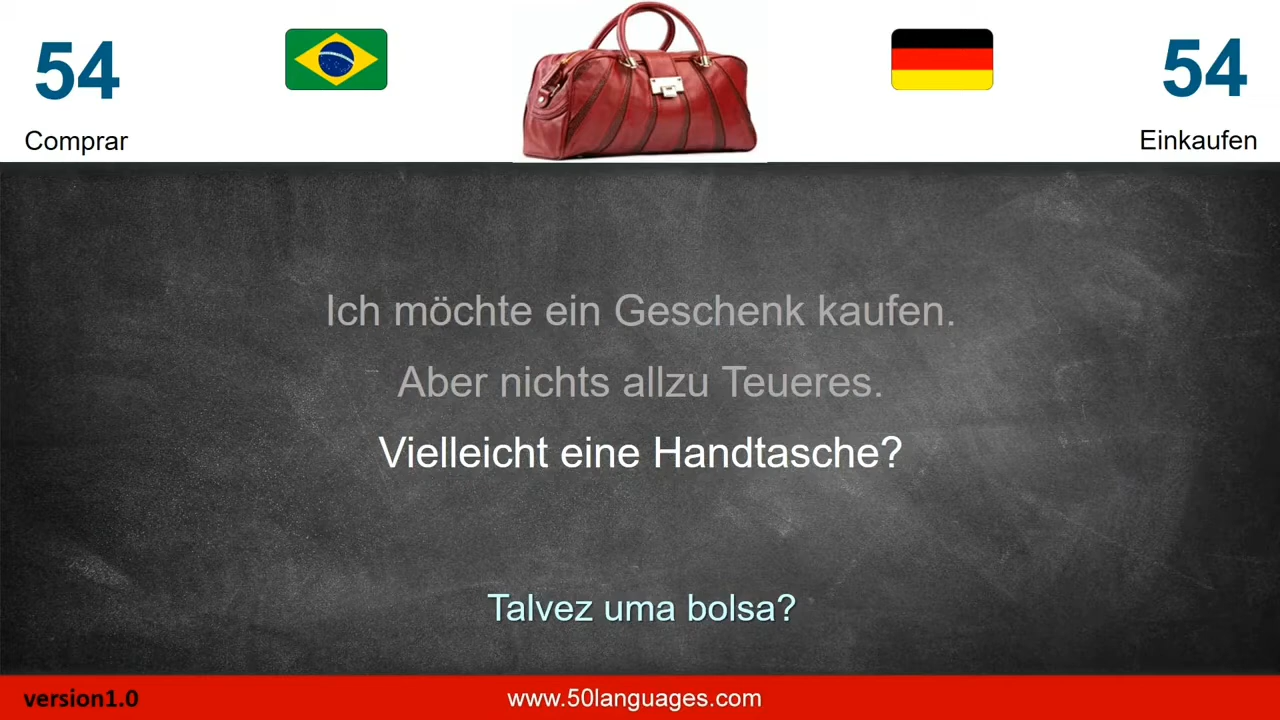 54
54
Comprar
Einkaufen
Ich möchte ein Geschenk kaufen.
Aber nichts allzu Teueres.
Vielleicht eine Handtasche?
Talvez uma bolsa?
version1.0
www.50languages.com